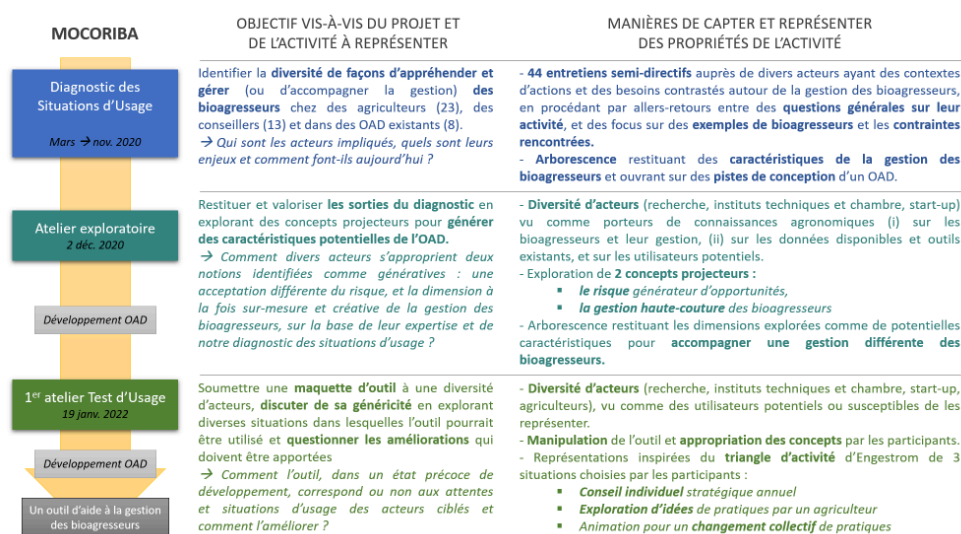 MOCORIBA
OBJECTIF VIS-À-VIS DU PROJET ET
DE L'ACTIVITÉ À REPRÉSENTER
MANIÈRES DE CAPTER ET REPRÉSENTER
DES PROPRIÉTÉS DE L'ACTIVITÉ
Diagnostic des
Situations d'Usage
Mars → nov. 2020
Identifier la diversité de façons d'appréhender et
gérer (ou d'accompagner la gestion) des
bioagresseurs chez des agriculteurs (23), des
conseillers (13) et dans des OAD existants (8).
→ Qui sont les acteurs impliqués, quels sont leurs
enjeux et comment font-ils aujourd'hui ?
- 44 entretiens semi-directifs auprès de divers acteurs ayant des contextes
d'actions et des besoins contrastés autour de la gestion des bioagresseurs,
en procédant par allers-retours entre des questions générales sur leur
activité, et des focus sur des exemples de bioagresseurs et les contraintes
rencontrées.
- Arborescence restituant des caractéristiques de la gestion des
bioagresseurs et ouvrant sur des pistes de conception d'un OAD.
Atelier exploratoire
2 déc. 2020
Restituer et valoriser les sorties du diagnostic en
explorant des concepts projecteurs pour générer
des caractéristiques potentielles de l'OAD.
→ Comment divers acteurs s'approprient deux
notions identifiées comme génératives : une
acceptation différente du risque, et la dimension à
la fois sur-mesure et créative de la gestion des
bioagresseurs, sur la base de leur expertise et de
notre diagnostic des situations d'usage ?
- Diversité d'acteurs (recherche, instituts techniques et chambre, start-up)
vu comme porteurs de connaissances agronomiques (i) sur les
bioagresseurs et leur gestion, (ii) sur les données disponibles et outils
existants, et sur les utilisateurs potentiels.
- Exploration de 2 concepts projecteurs :
▪ le risque générateur d'opportunités,
▪ la gestion haute-couture des bioagresseurs
- Arborescence restituant les dimensions explorées comme de potentielles
caractéristiques pour accompagner une gestion différente des
bioagresseurs.
Développement OAD
1er atelier Test d'Usage
19 janv. 2022
Soumettre une maquette d'outil à une diversité
d'acteurs, discuter de sa généricité en explorant
diverses situations dans lesquelles l'outil pourrait
être utilisé et questionner les améliorations qui
doivent être apportées
→ Comment l'outil, dans un état précoce de
développement, correspond ou non aux attentes
et situations d'usage des acteurs ciblés et
comment l'améliorer ?
- Diversité d'acteurs (recherche, instituts techniques et chambre, start-up,
agriculteurs), vu comme des utilisateurs potentiels ou susceptibles de les
représenter.
- Manipulation de l'outil et appropriation des concepts par les participants.
- Représentations inspirées du triangle d'activité d'Engestrom de 3
situations choisies par les participants :
▪ Conseil individuel stratégique annuel
▪ Exploration d'idées de pratiques par un agriculteur
▪ Animation pour un changement collectif de pratiques
Développement OAD
Un outil d'aide à la gestion
des bioagresseurs